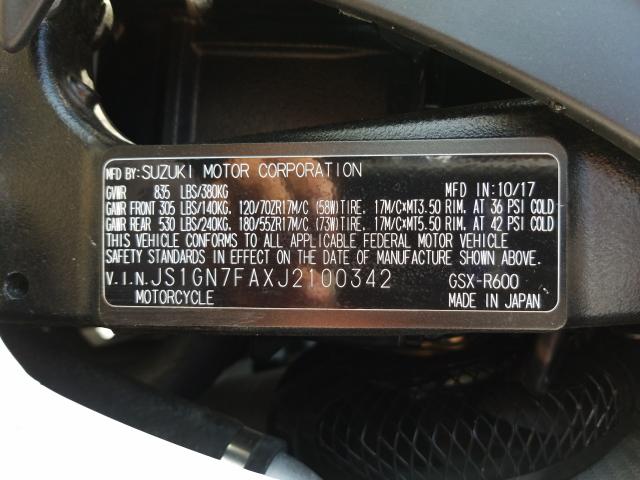 MFD BY: SUZUKI MOTOR CORPORATION
GVWR 835 LBS/380KG MFD IN: 10/17
GAWR FRONT 305 LBS/140KG. 120/70ZR17M/C (58W)TIRE. 17M/C×MT3.50 RIM. AT 36 PSI COLD
GAWR REAR 530 LBS/240KG. 180/55ZR17M/C (73W)TIRE. 17M/C×MT5.50 RIM. AT 42 PSI COLD
THIS VEHICLE CONFORMS TO ALL APPLICABLE FEDERAL MOTOR VEHICLE
SAFETY STANDARDS IN EFFECT ON THE DATE OF MANUFACTURE SHOWN ABOVE.
V.I.N. JS1GN7FAXJ2100342 GSX-R600
MOTORCYCLE MADE IN JAPAN